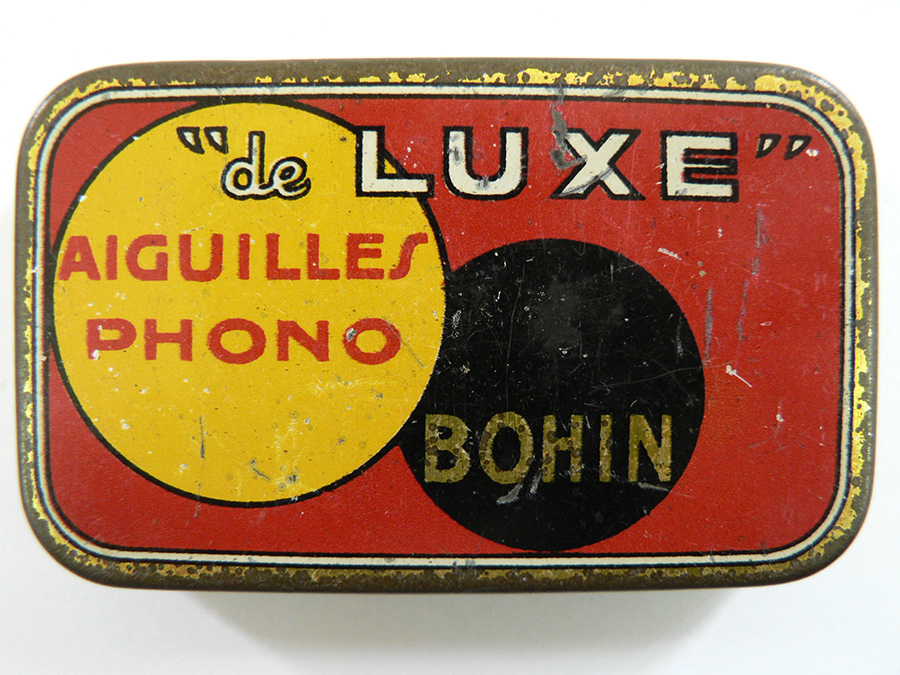 "de LUXE"
AIGUILLES
PHONO
BOHIN